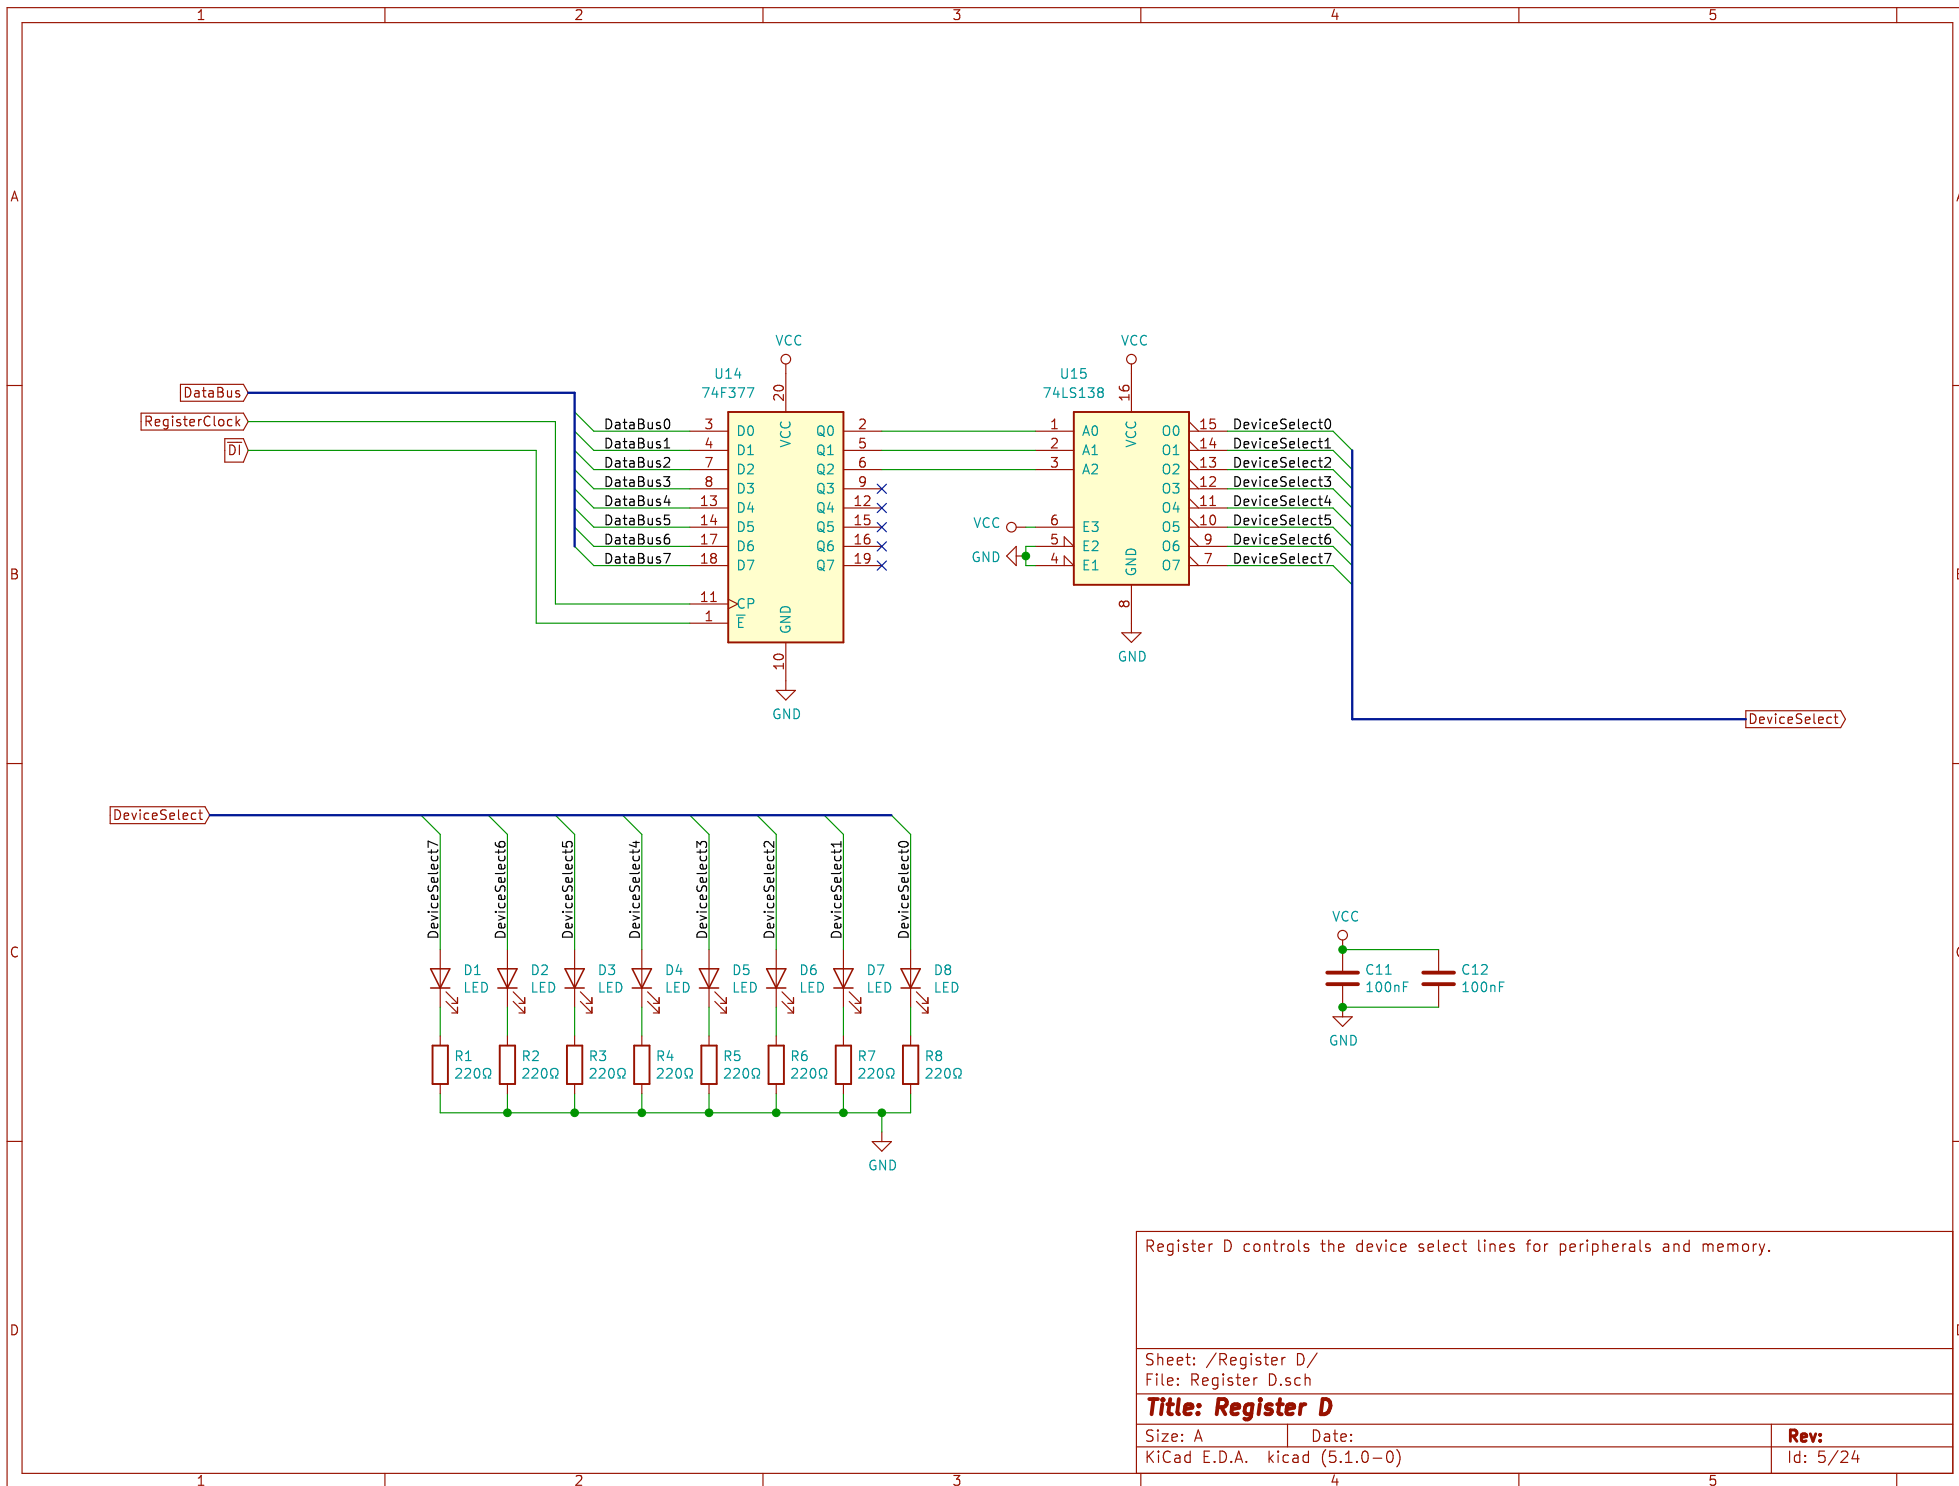 1 2 3 4 5
A
B
C
D
DataBus
RegisterClock
DI
VCC
U14
74F377
20
DataBus0 3 D0 VCC Q0 2
DataBus1 4 D1 Q1 5
DataBus2 7 D2 Q2 6
DataBus3 8 D3 Q3 9
DataBus4 13 D4 Q4 12
DataBus5 14 D5 Q5 15
DataBus6 17 D6 Q6 16
DataBus7 18 D7 Q7 19
11 CP
1 E GND
10
GND
VCC
U15
74LS138
16
1 A0 VCC O0 15 DeviceSelect0
2 A1 O1 14 DeviceSelect1
3 A2 O2 13 DeviceSelect2
O3 12 DeviceSelect3
O4 11 DeviceSelect4
VCC 6 E3 O5 10 DeviceSelect5
5 E2 O6 9 DeviceSelect6
GND 4 E1 GND O7 7 DeviceSelect7
8
GND
DeviceSelect
DeviceSelect
DeviceSelect7 DeviceSelect6 DeviceSelect5 DeviceSelect4 DeviceSelect3 DeviceSelect2 DeviceSelect1 DeviceSelect0
D1 D2 D3 D4 D5 D6 D7 D8
LED LED LED LED LED LED LED LED
R1 R2 R3 R4 R5 R6 R7 R8
220Ω 220Ω 220Ω 220Ω 220Ω 220Ω 220Ω 220Ω
GND
VCC
C11 C12
100nF 100nF
GND
Register D controls the device select lines for peripherals and memory.
Sheet: /Register D/
File: Register D.sch
Title: Register D
Size: A Date: Rev:
KiCad E.D.A. kicad (5.1.0-0) Id: 5/24
1 2 3 4 5